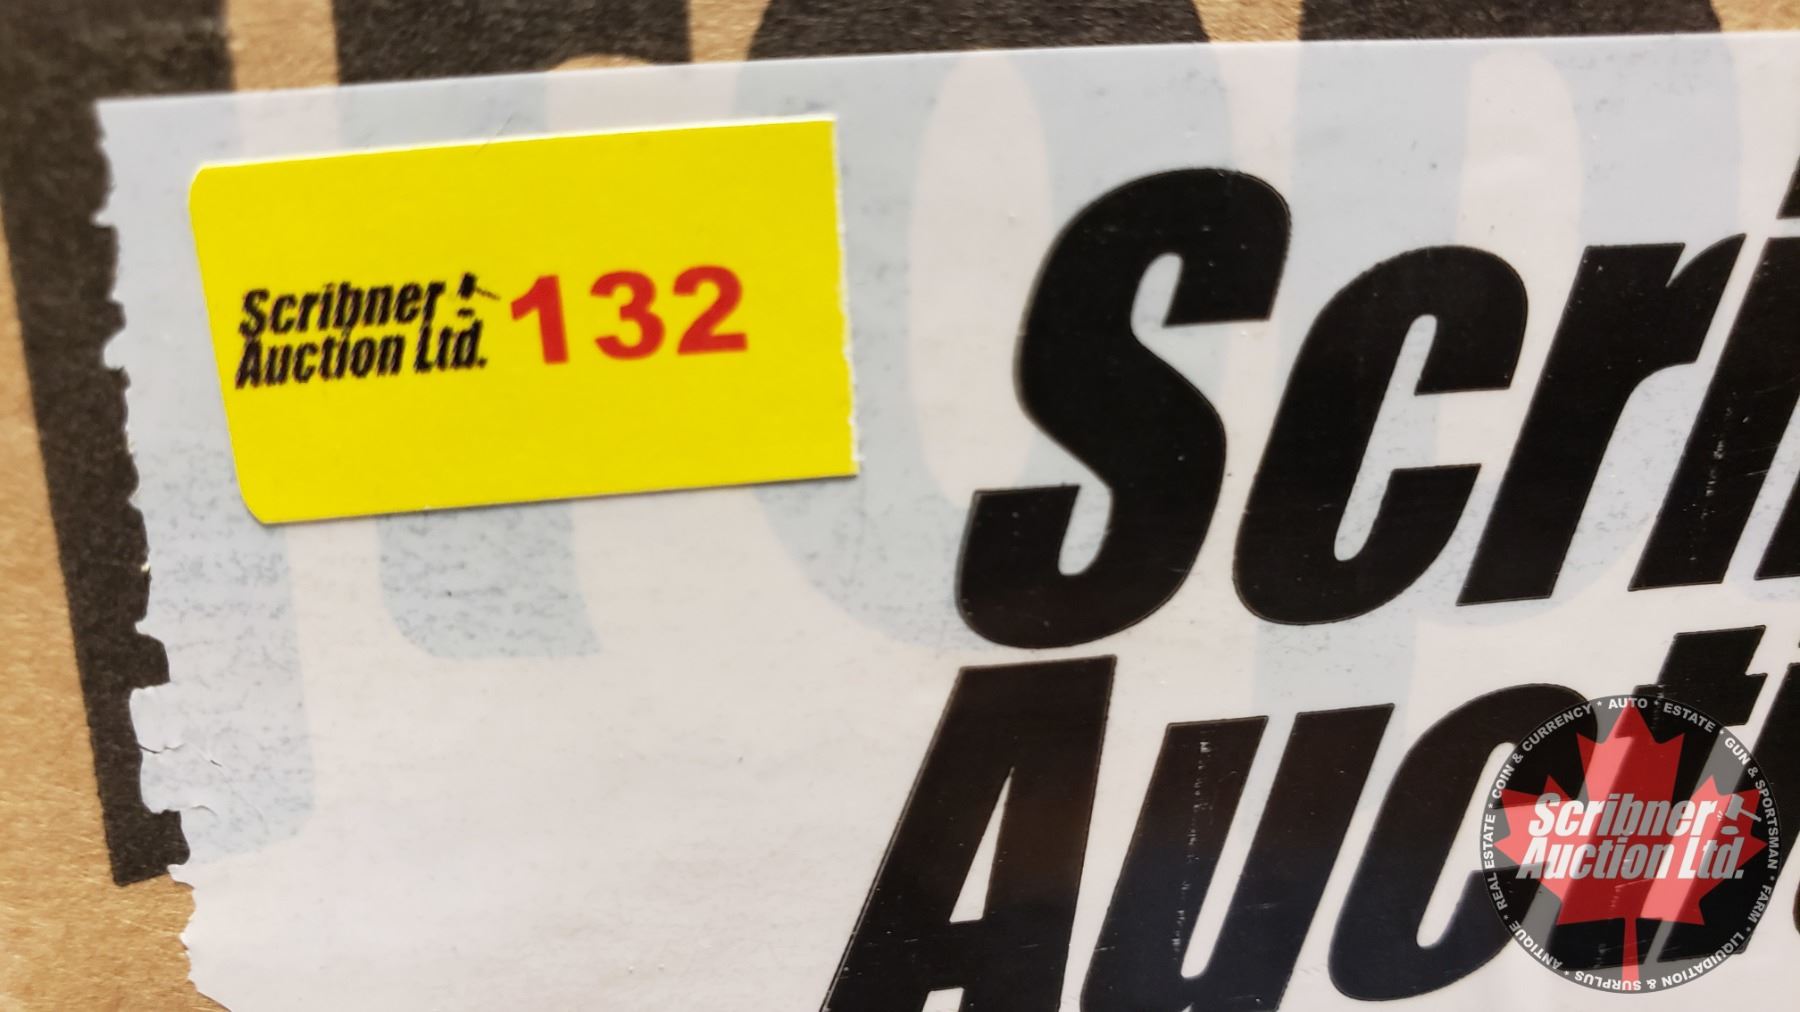 Scribner
Auction Ltd.
132
Scri
Aucti
COIN & CURRENCY * AUTO * ESTATE * GUN & SPORTSMAN * FARM * LIQUIDATION & SURPLUS * ANTIQUE * REAL ESTATE *
Scribner
Auction Ltd.